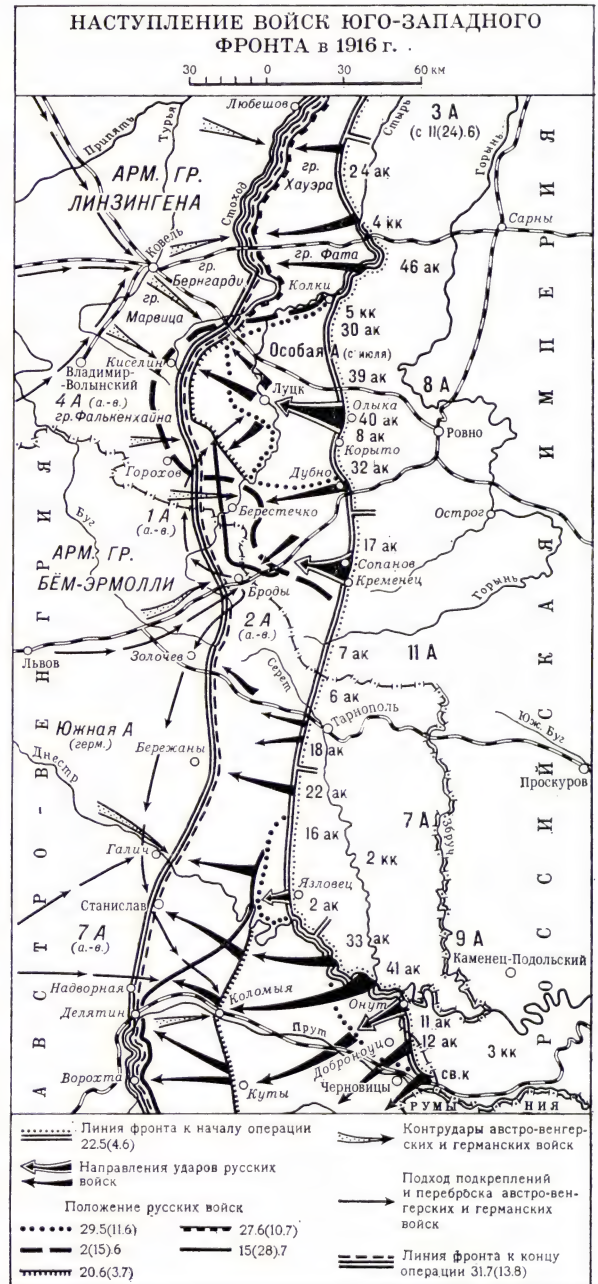 НАСТУПЛЕНИЕ ВОЙСК ЮГО-ЗАПАДНОГО
ФРОНТА в 1916 г.
30 0 30 60 км
Любешов
Припять
Турья
Стырь
3 А
(с 11(24).6)
Горынь
АРМ. ГР.
ЛИНЗИНГЕНА
гр.
Хауэра
24 ак
Стоход
4 кк
Сарны
Ковель
гр.
Бернгарди
гр. Фата
46 ак
гр.
Марвица
Колки
5 кк
30 ак
Киселин
Особая А (с июля)
Владимир-
-Волынский
4 А (а.-в.)
гр. Фалькенхайна
Луцк
39 ак
8 А
Олыка
40 ак
8 ак
Ровно
Корыто
32 ак
Горохов
Дубно
Буг
1 А
(а.-в.)
Берестечко
Острог
АРМ. ГР.
БЁМ-ЭРМОЛЛИ
17 ак
Сопанов
Кременец
Горынь
Броды
2 А
(а.-в.)
Львов
Золочев
7 ак
11 А
Серет
6 ак
Южная А
(герм.)
Тарнополь
Юж. Буг
Бережаны
18 ак
Проскуров
Днестр
22 ак
7 А
Збруч
16 ак
2 кк
Галич
Язловец
Станислав
2 ак
7 А
(а.-в.)
33 ак
9 А
Каменец-Подольский
41 ак
Надворная
Коломыя
Онут
Делятин
11 ак
Прут
12 ак
Доброноуц
3 кк
Черновицы
св.к
Ворохта
Куты
РУМЫНИЯ
АВСТРО-ВЕНГРИЯ
РОССИЙСКАЯ ИМПЕРИЯ
Линия фронта к началу операции
22.5(4.6)
Направления ударов русских
войск
Положение русских войск
29.5(11.6)
27.6(10.7)
2(15).6
15(28).7
20.6(3.7)
Контрудары австро-венгер-
ских и германских войск
Подход подкреплений
и переброска австро-вен-
герских и германских
войск
Линия фронта к концу
операции 31.7(13.8)